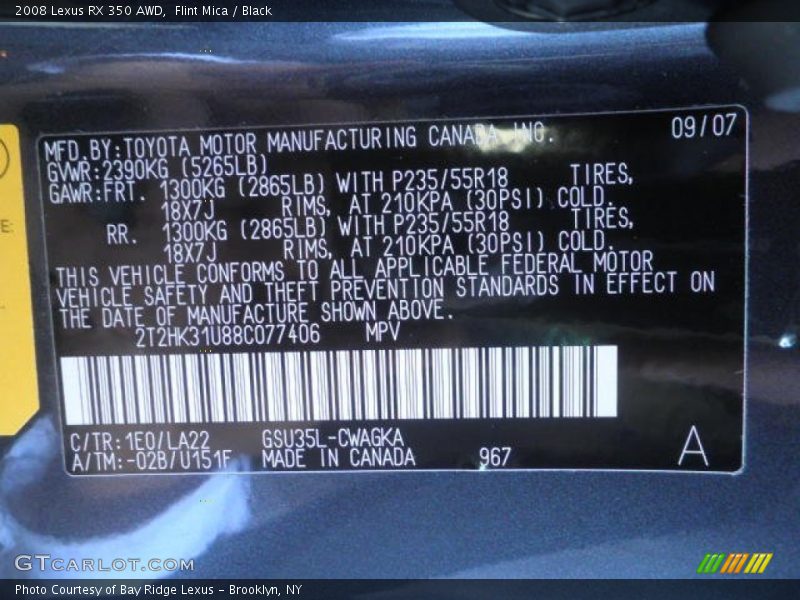 2008 Lexus RX 350 AWD, Flint Mica / Black
MFD.BY:TOYOTA MOTOR MANUFACTURING CANADA INC. 09/07
GVWR:2390KG (5265LB)
GAWR:FRT. 1300KG (2865LB) WITH P235/55R18 TIRES,
18X7J RIMS, AT 210KPA (30PSI) COLD.
RR. 1300KG (2865LB) WITH P235/55R18 TIRES,
18X7J RIMS, AT 210KPA (30PSI) COLD.
THIS VEHICLE CONFORMS TO ALL APPLICABLE FEDERAL MOTOR
VEHICLE SAFETY AND THEFT PREVENTION STANDARDS IN EFFECT ON
THE DATE OF MANUFACTURE SHOWN ABOVE.
2T2HK31U88C077406 MPV
C/TR:1E0/LA22 GSU35L-CWAGKA
A/TM:-02B/U151F MADE IN CANADA 967 A
E:
GTCARLOT.COM
Photo Courtesy of Bay Ridge Lexus - Brooklyn, NY